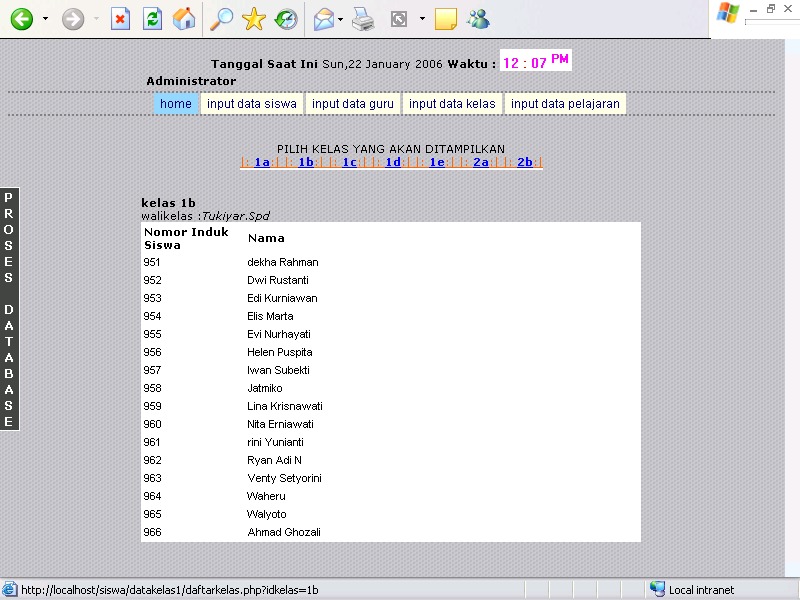 Tanggal Saat Ini Sun,22 January 2006 Waktu : 12 : 07 PM
Administrator
home input data siswa input data guru input data kelas input data pelajaran
PILIH KELAS YANG AKAN DITAMPILKAN
|: 1a:| |: 1b:| |: 1c:| |: 1d:| |: 1e:| |: 2a:| |: 2b:|
PROSES DATABASE
kelas 1b
walikelas :Tukiyar.Spd
Nomor Induk Siswa Nama
951 dekha Rahman
952 Dwi Rustanti
953 Edi Kurniawan
954 Elis Marta
955 Evi Nurhayati
956 Helen Puspita
957 Iwan Subekti
958 Jatmiko
959 Lina Krisnawati
960 Nita Erniawati
961 rini Yunianti
962 Ryan Adi N
963 Venty Setyorini
964 Waheru
965 Walyoto
966 Ahmad Ghozali
http://localhost/siswa/datakelas1/daftarkelas.php?idkelas=1b Local intranet